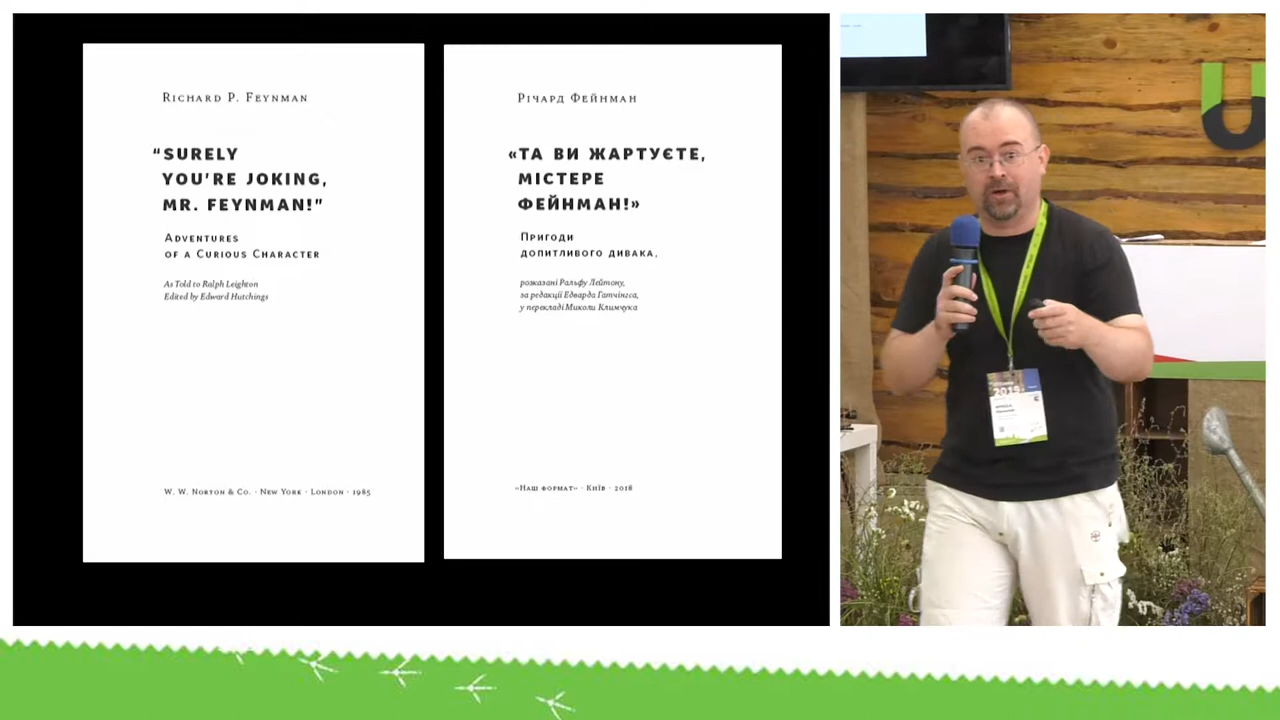 RICHARD P. FEYNMAN
“SURELY
YOU’RE JOKING,
MR. FEYNMAN!”
ADVENTURES
OF A CURIOUS CHARACTER
As Told to Ralph Leighton
Edited by Edward Hutchings
W. W. NORTON & CO. · NEW YORK · LONDON · 1985
РІЧАРД ФЕЙНМАН
«ТА ВИ ЖАРТУЄТЕ,
МІСТЕРЕ
ФЕЙНМАН!»
ПРИГОДИ
ДОПИТЛИВОГО ДИВАКА,
розказані Ральфу Лейтону,
за редакції Едварда Гатчінгса,
у перекладі Миколи Климчука
«НАШ ФОРМАТ» · КИЇВ · 2018
2019